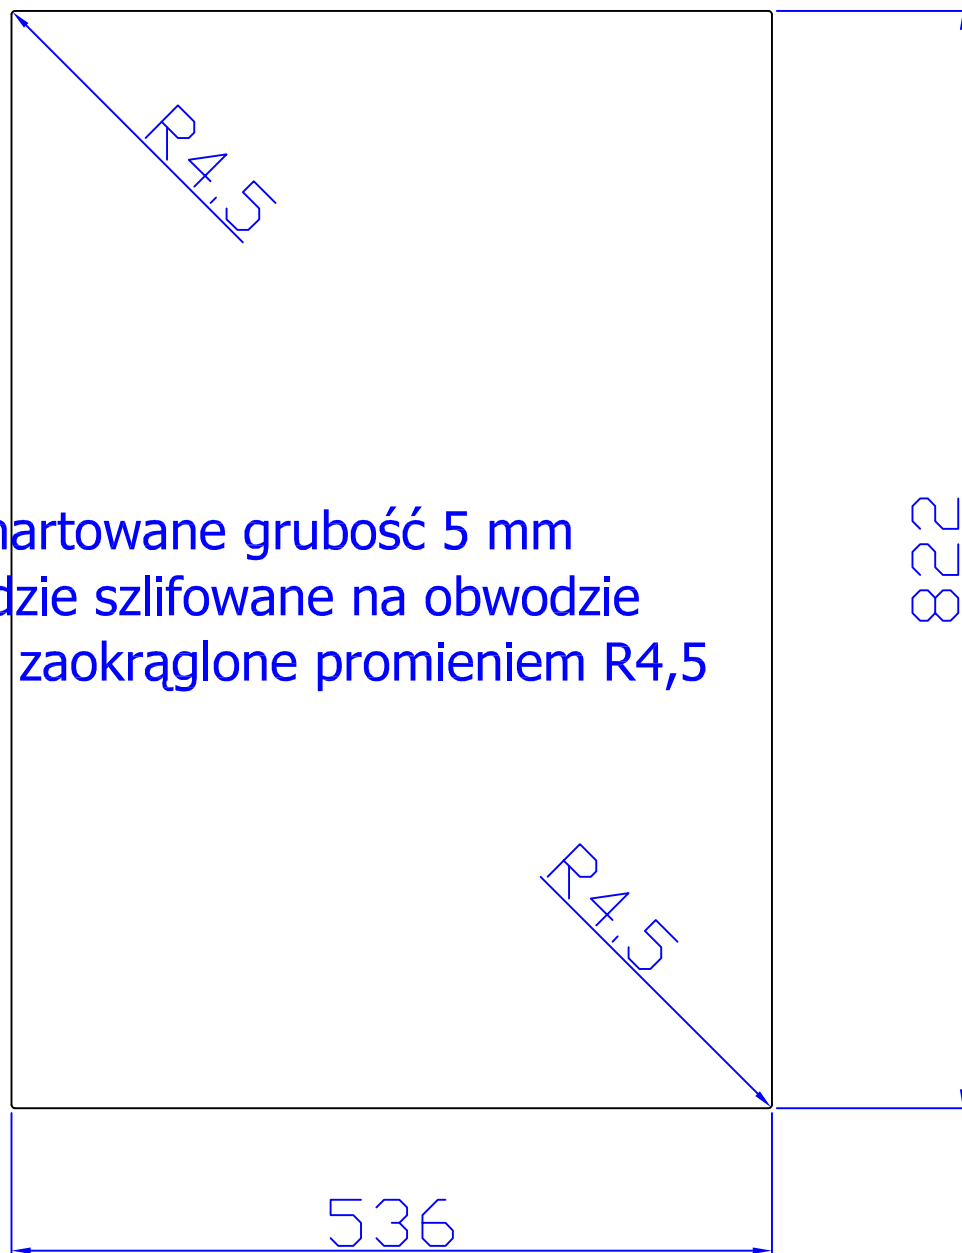 R4,5
hartowane grubość 5 mm
dzie szlifowane na obwodzie
zaokrąglone promieniem R4,5
822
R4,5
536